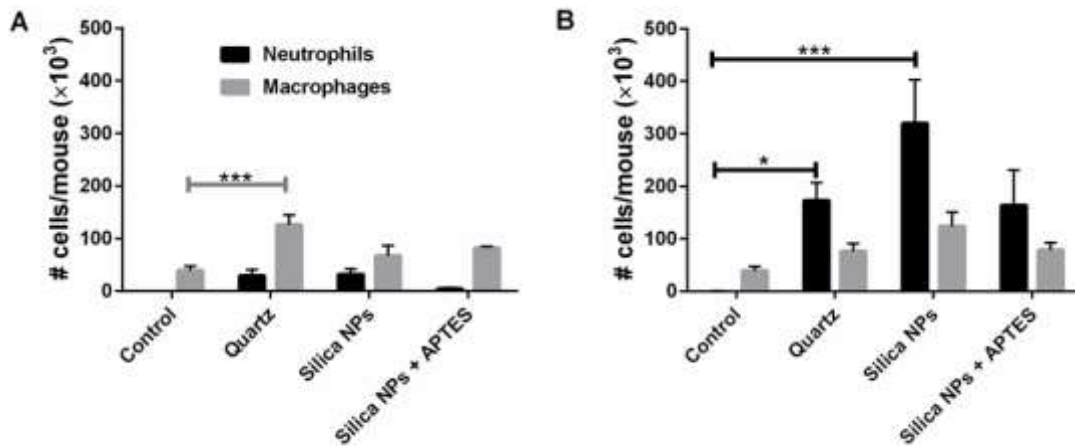 A
# cells/mouse (×10³)
500
400
300
200
100
0
Neutrophils
Macrophages
***
Control
Quartz
Silica NPs
Silica NPs + APTES
B
# cells/mouse (×10³)
500
400
300
200
100
0
***
*
Control
Quartz
Silica NPs
Silica NPs + APTES